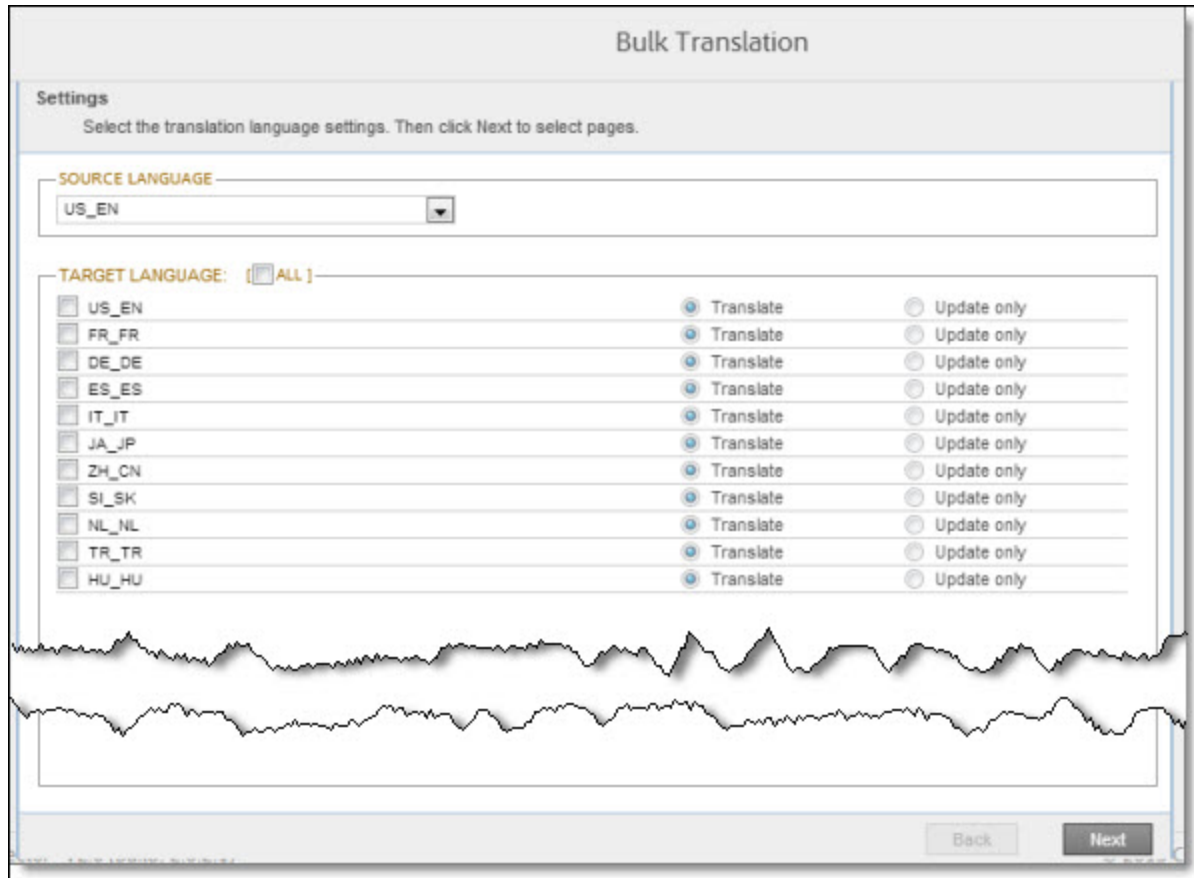 Bulk Translation
Settings
Select the translation language settings. Then click Next to select pages.
SOURCE LANGUAGE
US_EN
TARGET LANGUAGE: [ ALL ]
US_EN Translate Update only
FR_FR Translate Update only
DE_DE Translate Update only
ES_ES Translate Update only
IT_IT Translate Update only
JA_JP Translate Update only
ZH_CN Translate Update only
SI_SK Translate Update only
NL_NL Translate Update only
TR_TR Translate Update only
HU_HU Translate Update only
Back Next